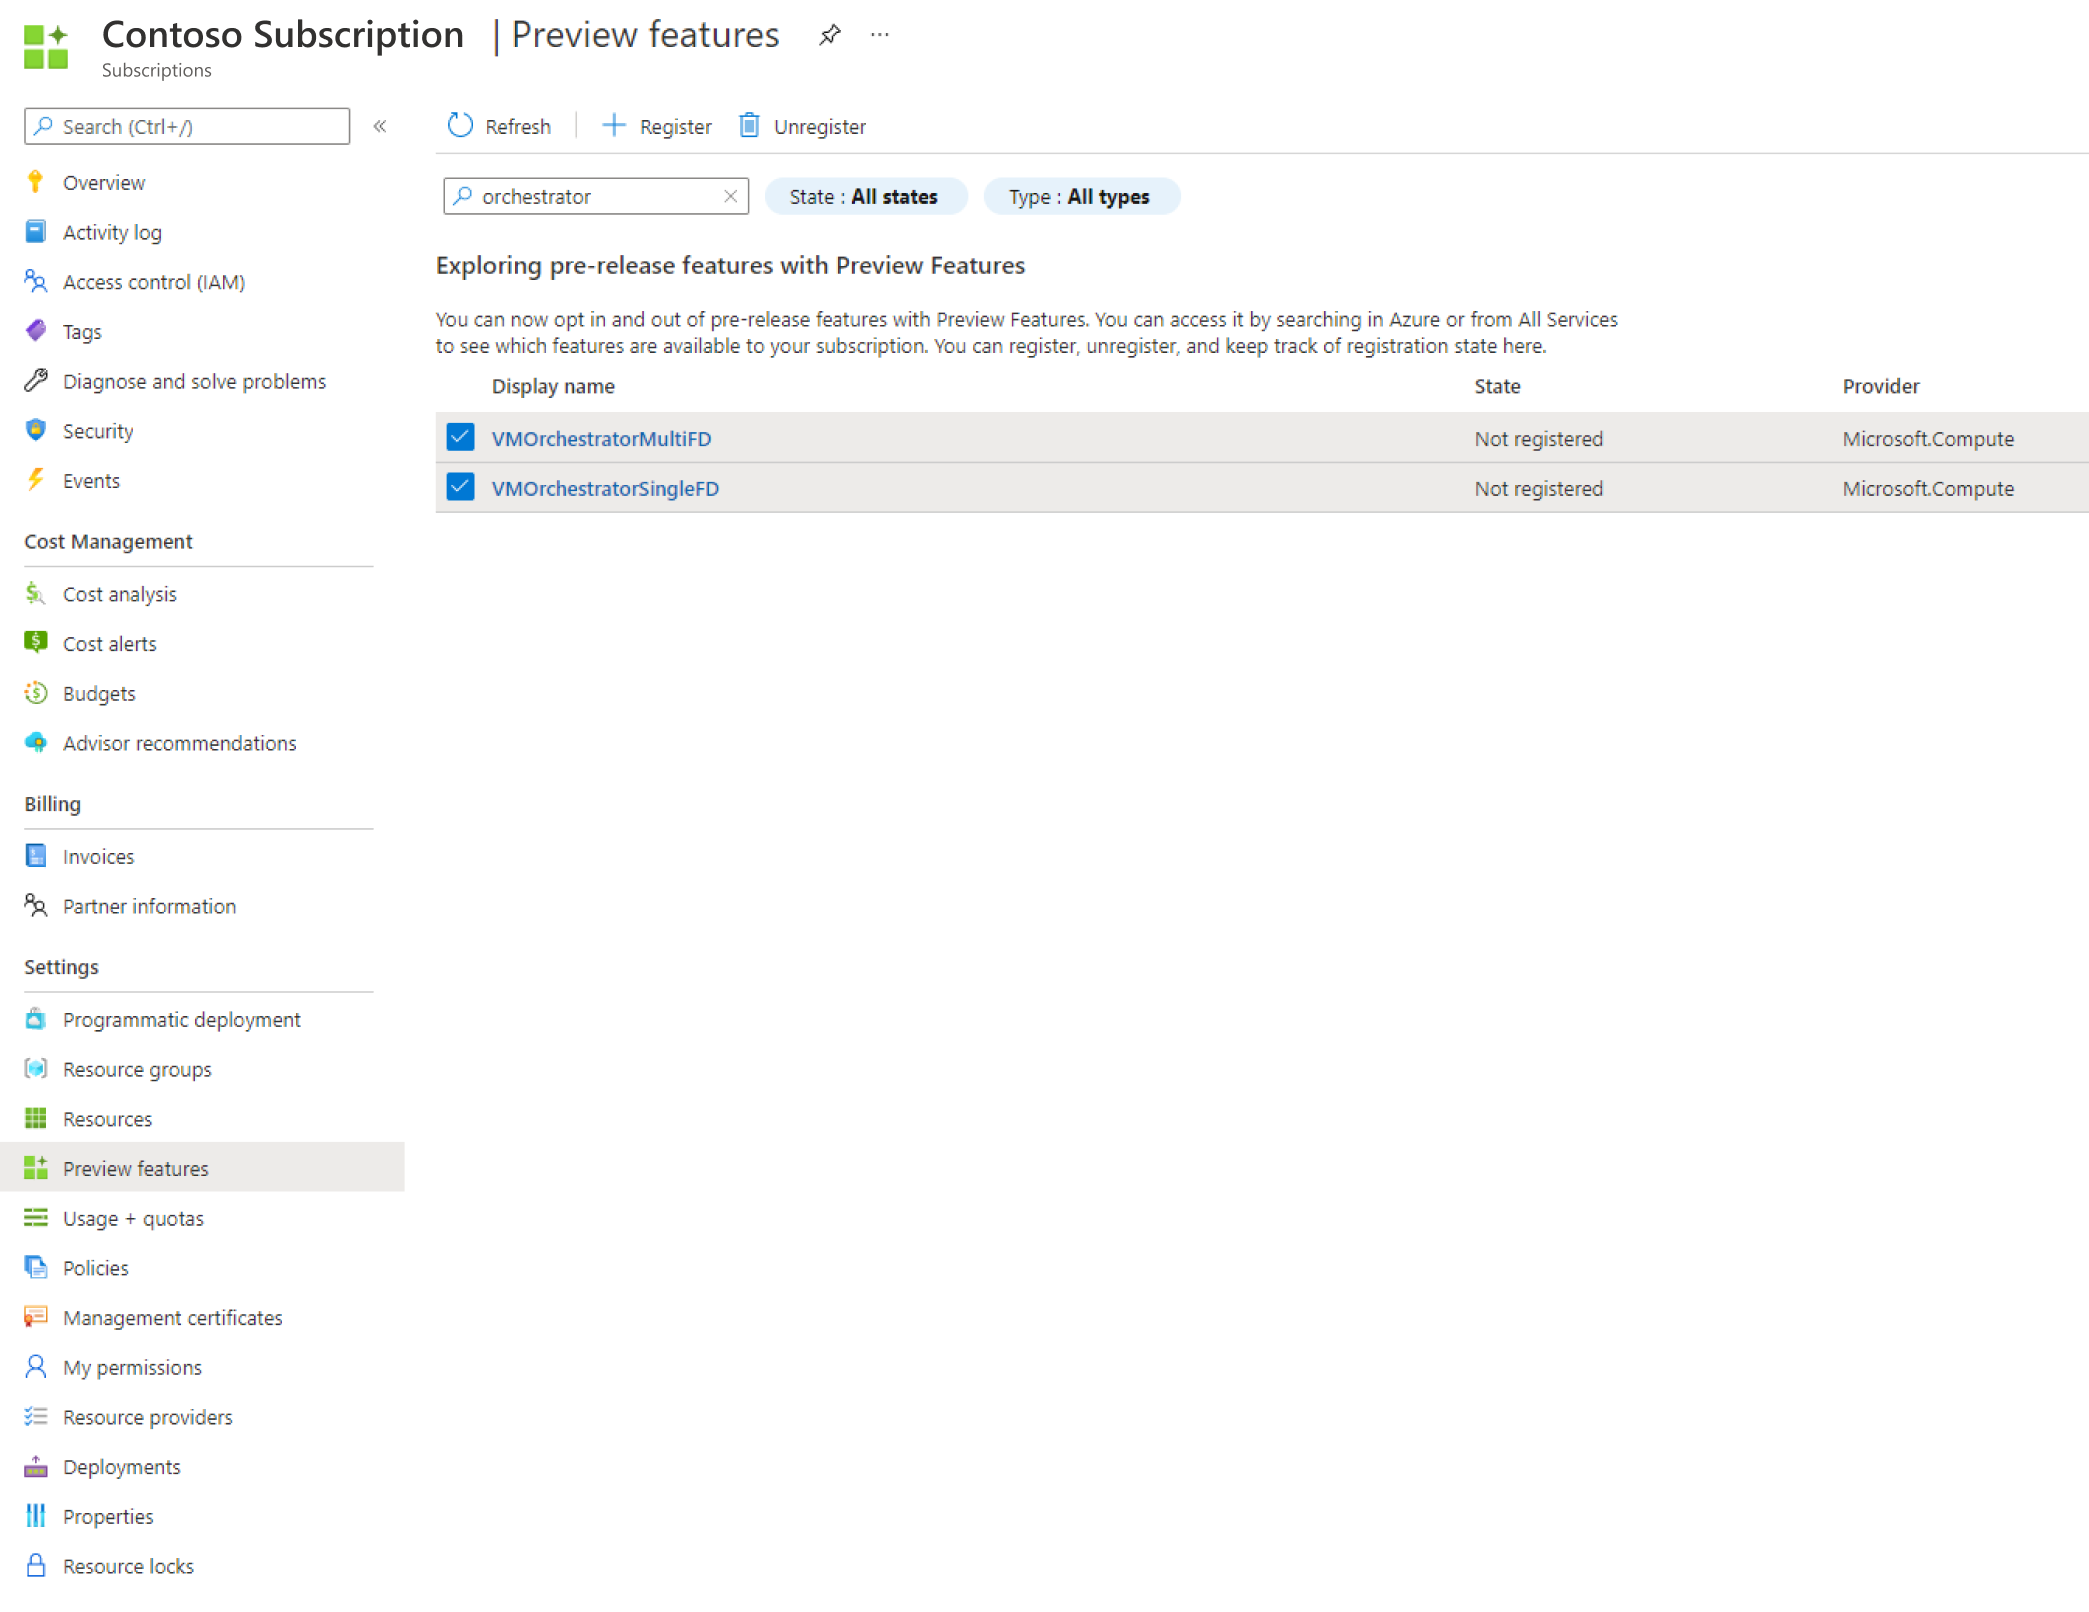 Contoso Subscription | Preview features ...
Subscriptions
Search (Ctrl+/) «
Overview
Activity log
Access control (IAM)
Tags
Diagnose and solve problems
Security
Events
Cost Management
Cost analysis
Cost alerts
Budgets
Advisor recommendations
Billing
Invoices
Partner information
Settings
Programmatic deployment
Resource groups
Resources
Preview features
Usage + quotas
Policies
Management certificates
My permissions
Resource providers
Deployments
Properties
Resource locks
Refresh | + Register Unregister
orchestrator × State : All states Type : All types
Exploring pre-release features with Preview Features
You can now opt in and out of pre-release features with Preview Features. You can access it by searching in Azure or from All Services
to see which features are available to your subscription. You can register, unregister, and keep track of registration state here.
Display name State Provider
VMOrchestratorMultiFD Not registered Microsoft.Compute
VMOrchestratorSingleFD Not registered Microsoft.Compute